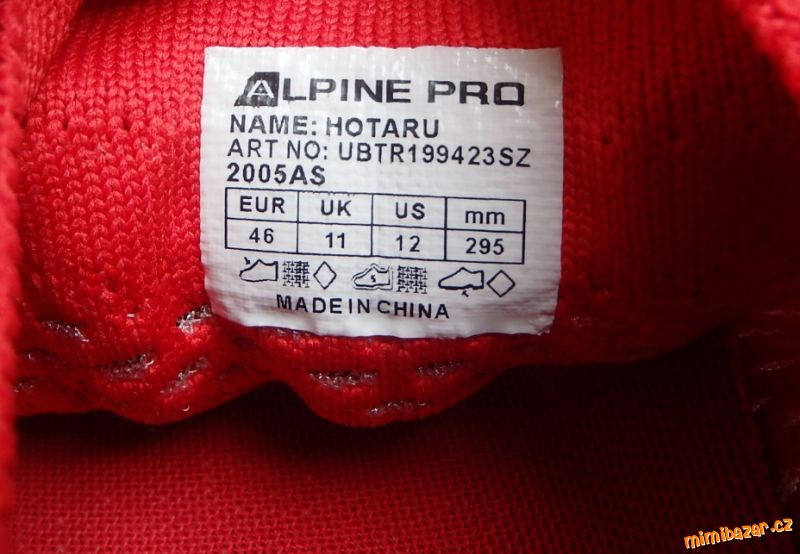 ALPINE PRO
NAME: HOTARU
ART NO: UBTR199423SZ
2005AS
EUR UK US mm
46 11 12 295
MADE IN CHINA
mimibazar.cz